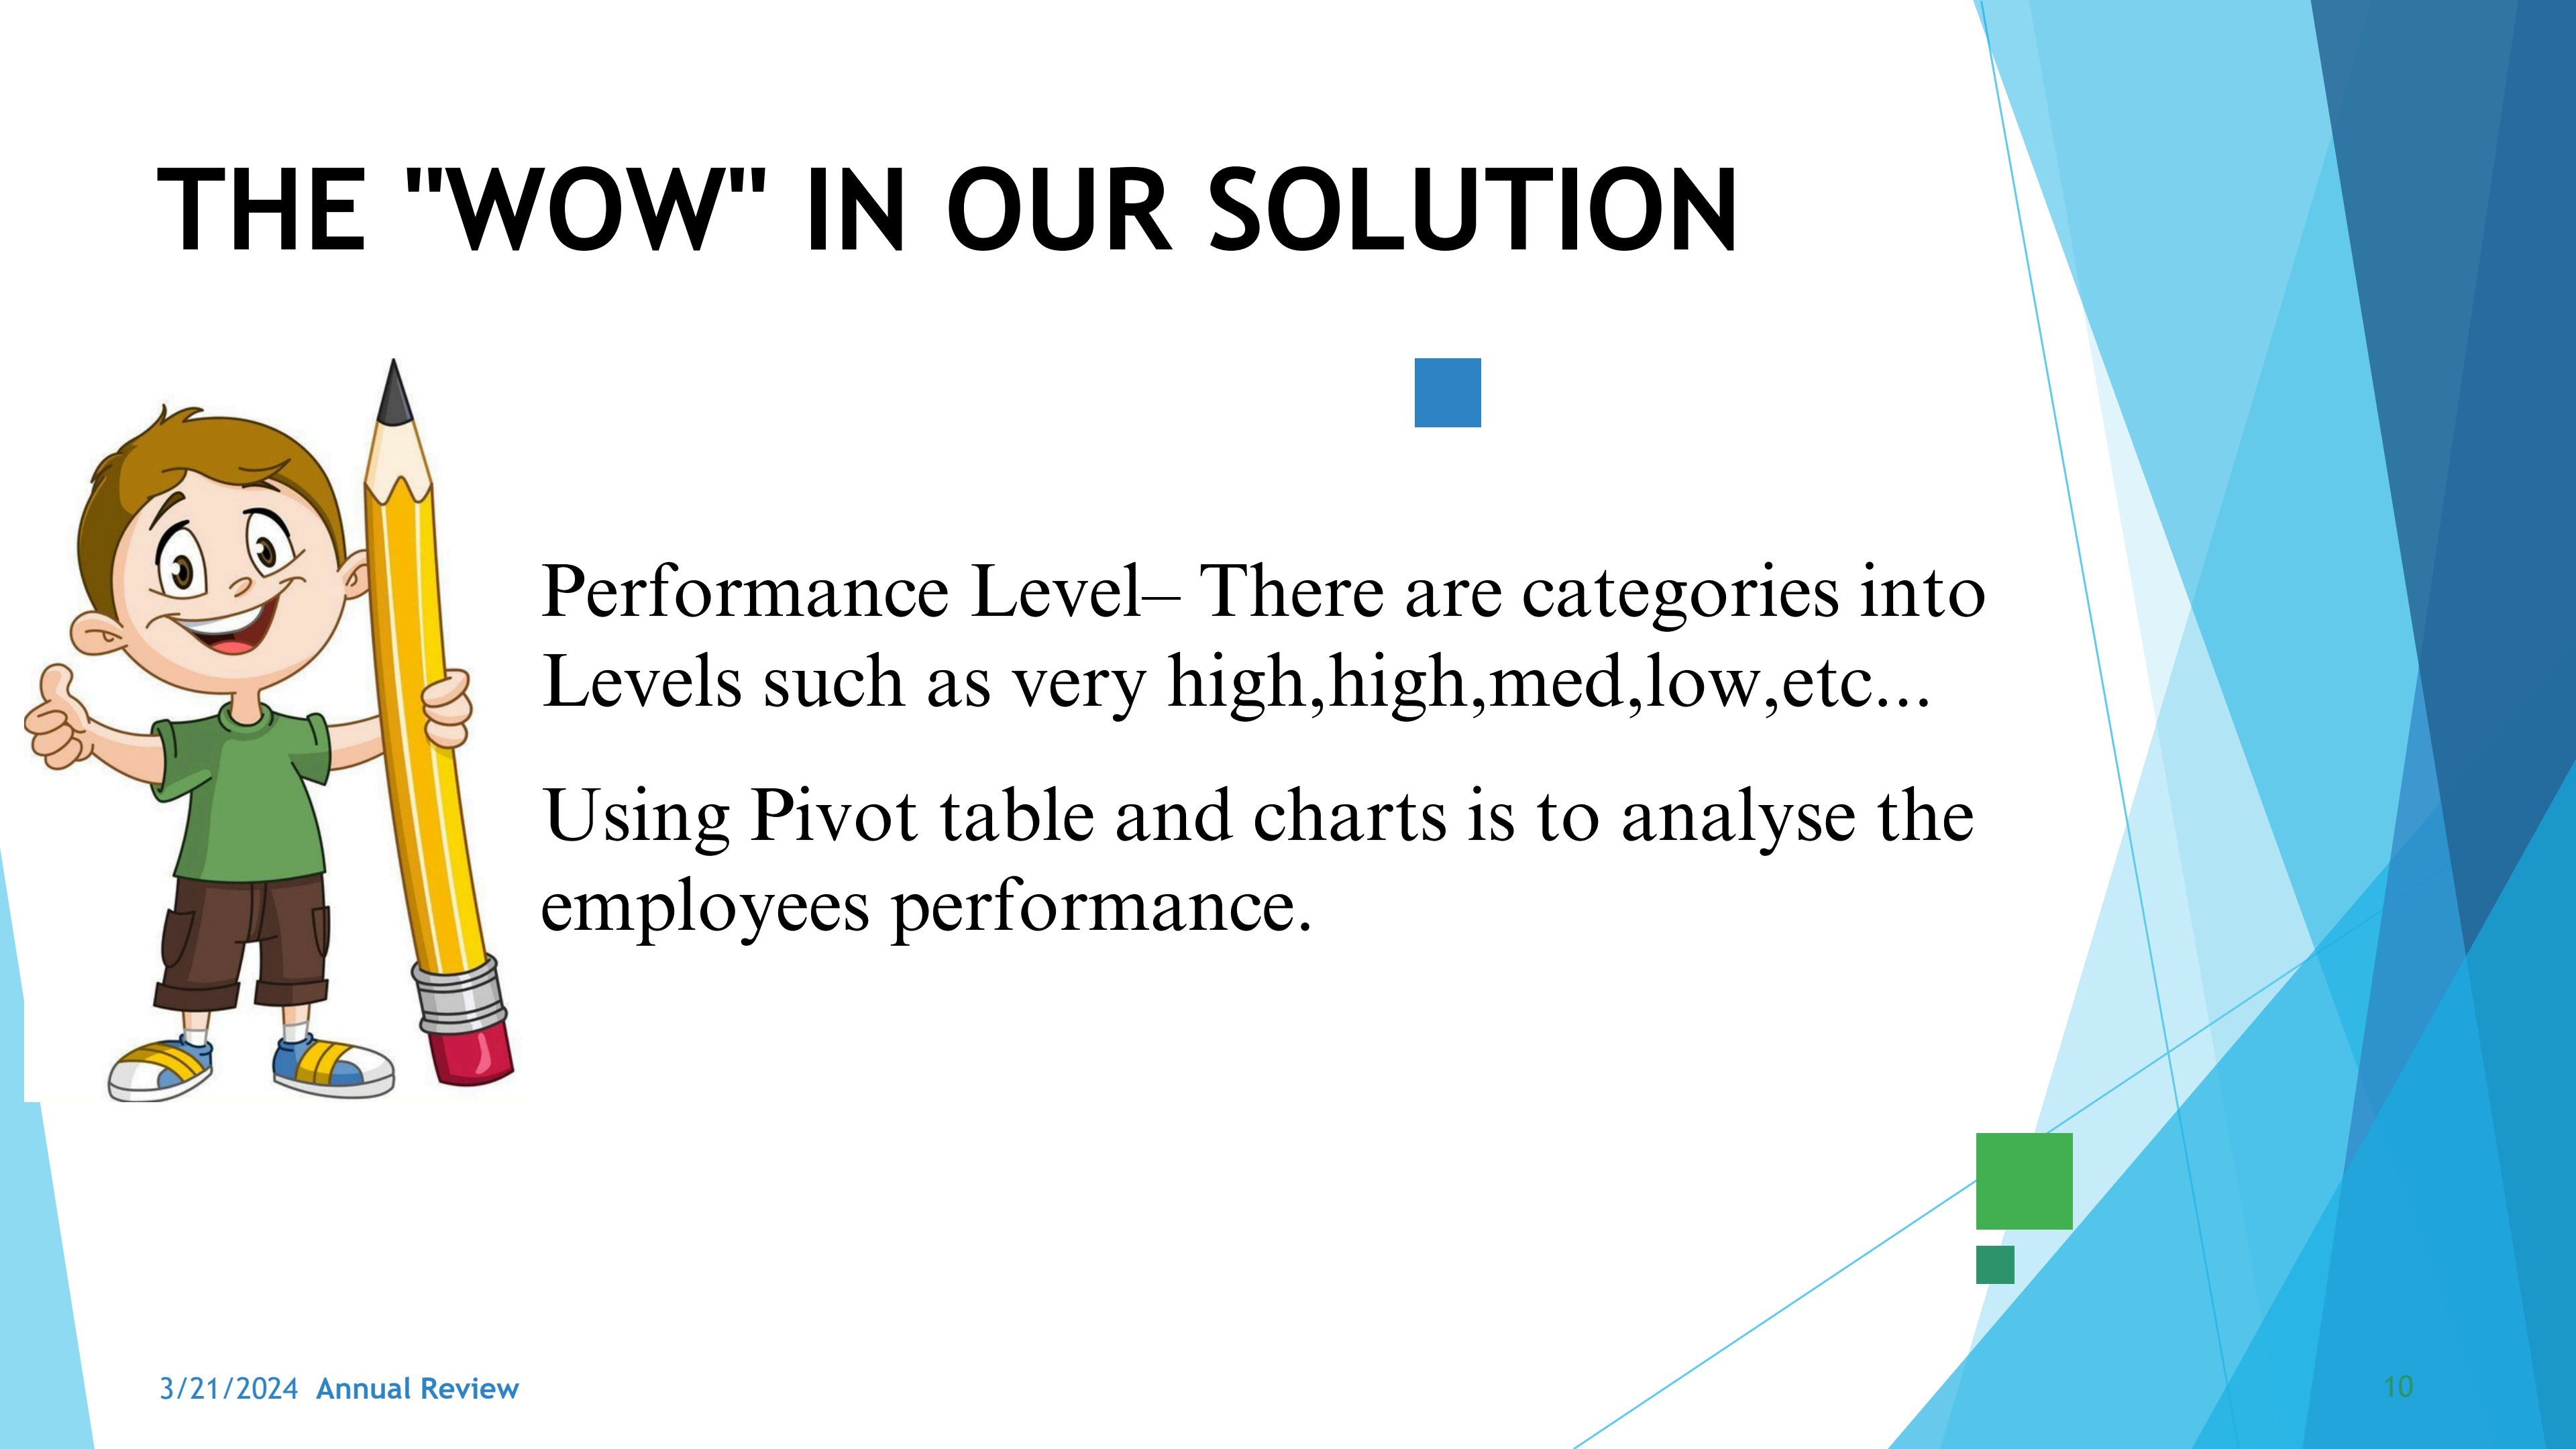 THE "WOW" IN OUR SOLUTION
Performance Level– There are categories into
Levels such as very high,high,med,low,etc...
Using Pivot table and charts is to analyse the
employees performance.
3/21/2024 Annual Review
10